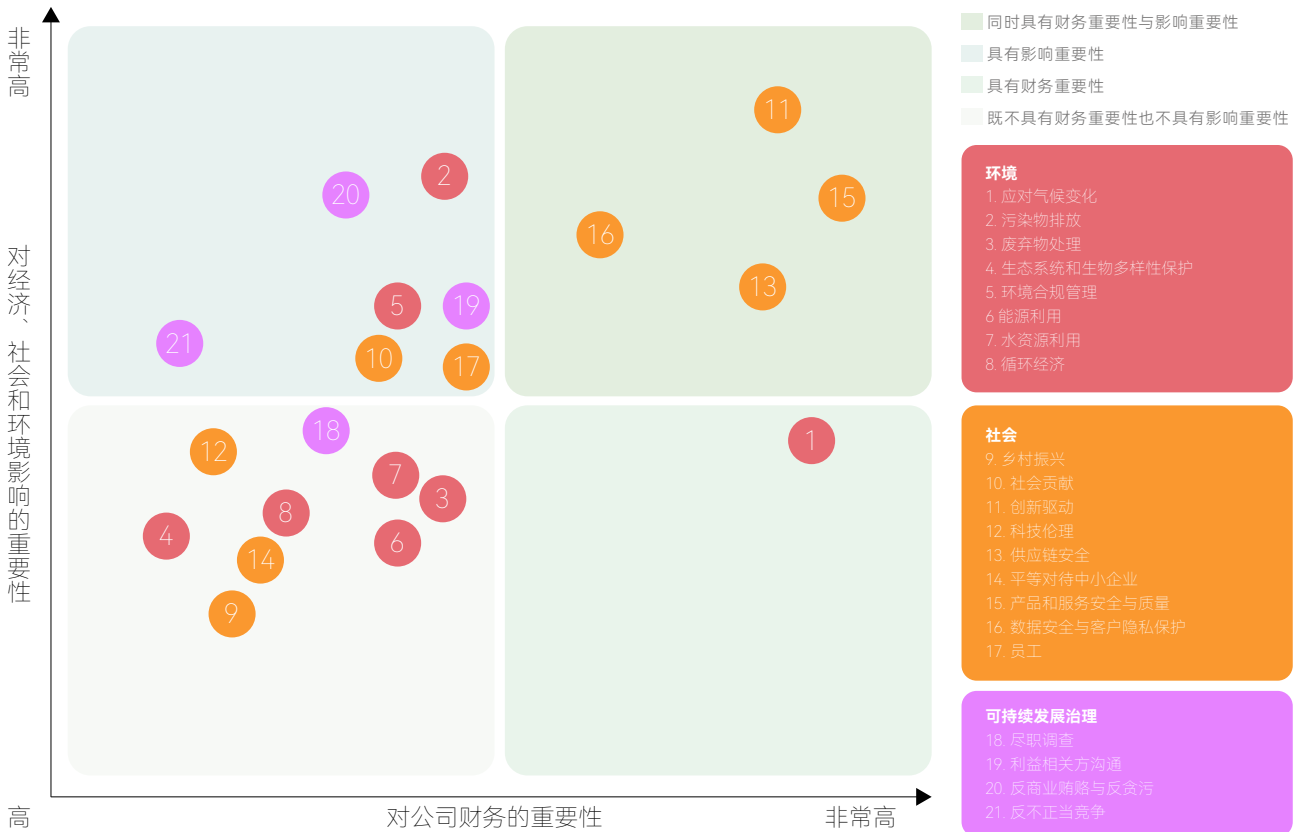 非常高
对经济、社会和环境影响的重要性
高
对公司财务的重要性
非常高
11
2
20
15
16
13
5
19
21
10
17
18
1
12
7
3
8
4
6
14
9
同时具有财务重要性与影响重要性
具有影响重要性
具有财务重要性
既不具有财务重要性也不具有影响重要性
环境
1. 应对气候变化
2. 污染物排放
3. 废弃物处理
4. 生态系统和生物多样性保护
5. 环境合规管理
6 能源利用
7. 水资源利用
8. 循环经济
社会
9. 乡村振兴
10. 社会贡献
11. 创新驱动
12. 科技伦理
13. 供应链安全
14. 平等对待中小企业
15. 产品和服务安全与质量
16. 数据安全与客户隐私保护
17. 员工
可持续发展治理
18. 尽职调查
19. 利益相关方沟通
20. 反商业贿赂与反贪污
21. 反不正当竞争